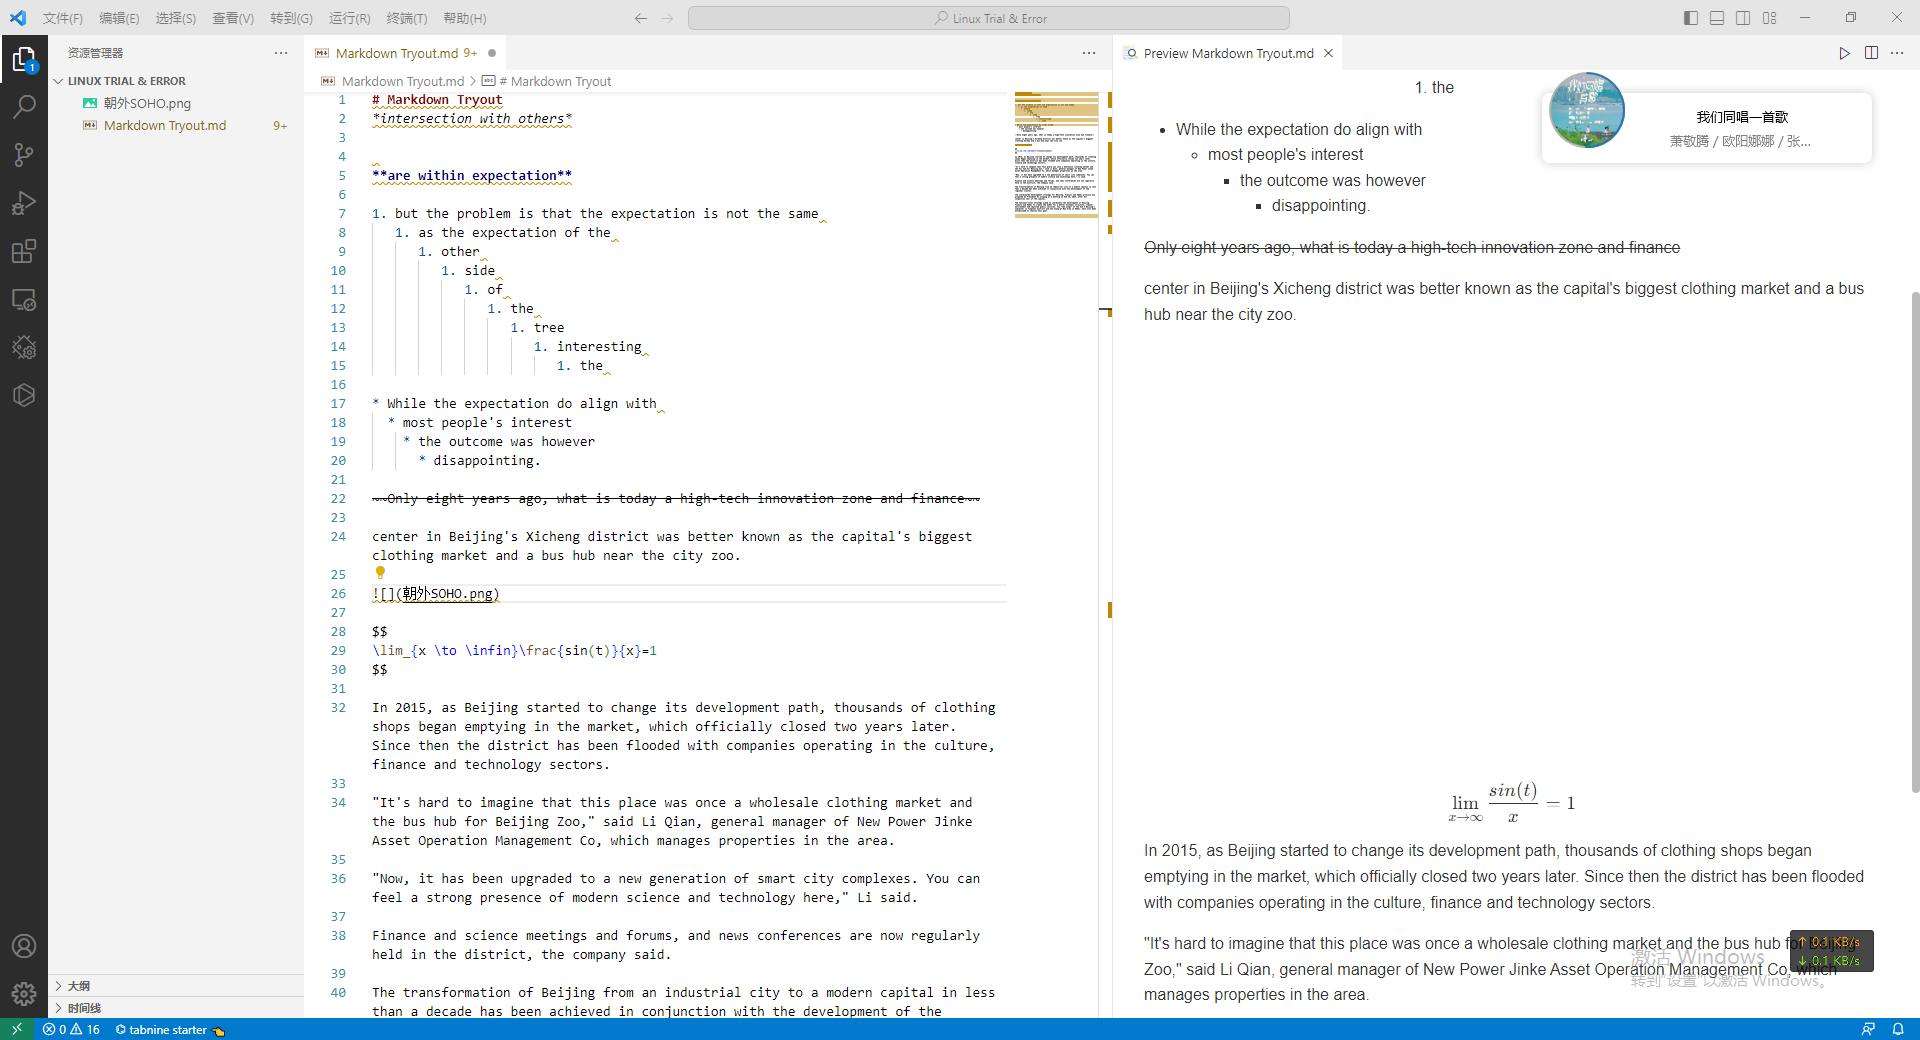 文件(F) 编辑(E) 选择(S) 查看(V) 转到(G) 运行(R) 终端(T) 帮助(H)
Linux Trial & Error
资源管理器
LINUX TRIAL & ERROR
朝外SOHO.png
Markdown Tryout.md 9+
大纲
时间线
Markdown Tryout.md 9+
Markdown Tryout.md > # Markdown Tryout
1 # Markdown Tryout
2 *intersection with others*
3
4
5 **are within expectation**
6
7 1. but the problem is that the expectation is not the same
8 1. as the expectation of the
9 1. other
10 1. side
11 1. of
12 1. the
13 1. tree
14 1. interesting
15 1. the
16
17 * While the expectation do align with
18 * most people's interest
19 * the outcome was however
20 * disappointing.
21
22 ~~Only eight years ago, what is today a high-tech innovation zone and finance~~
23
24 center in Beijing's Xicheng district was better known as the capital's biggest
clothing market and a bus hub near the city zoo.
25
26 ![](朝外SOHO.png)
27
28 $$
29 \lim_{x \to \infin}\frac{sin(t)}{x}=1
30 $$
31
32 In 2015, as Beijing started to change its development path, thousands of clothing
shops began emptying in the market, which officially closed two years later.
Since then the district has been flooded with companies operating in the culture,
finance and technology sectors.
33
34 "It's hard to imagine that this place was once a wholesale clothing market and
the bus hub for Beijing Zoo," said Li Qian, general manager of New Power Jinke
Asset Operation Management Co, which manages properties in the area.
35
36 "Now, it has been upgraded to a new generation of smart city complexes. You can
feel a strong presence of modern science and technology here," Li said.
37
38 Finance and science meetings and forums, and news conferences are now regularly
held in the district, the company said.
39
40 The transformation of Beijing from an industrial city to a modern capital in less
than a decade has been achieved in conjunction with the development of the
Preview Markdown Tryout.md
1. the
• While the expectation do align with
◦ most people's interest
▪ the outcome was however
▪ disappointing.
Only eight years ago, what is today a high-tech innovation zone and finance
center in Beijing's Xicheng district was better known as the capital's biggest clothing market and a bus
hub near the city zoo.
lim x→∞ sin(t)/x = 1
In 2015, as Beijing started to change its development path, thousands of clothing shops began
emptying in the market, which officially closed two years later. Since then the district has been flooded
with companies operating in the culture, finance and technology sectors.
"It's hard to imagine that this place was once a wholesale clothing market and the bus hub for Beijing
Zoo," said Li Qian, general manager of New Power Jinke Asset Operation Management Co, which
manages properties in the area.
我们同唱一首歌
萧敬腾 / 欧阳娜娜 / 张...
↑ 0.1 KB/s
↓ 0.1 KB/s
激活 Windows
转到"设置"以激活 Windows。
1
0 16 tabnine starter